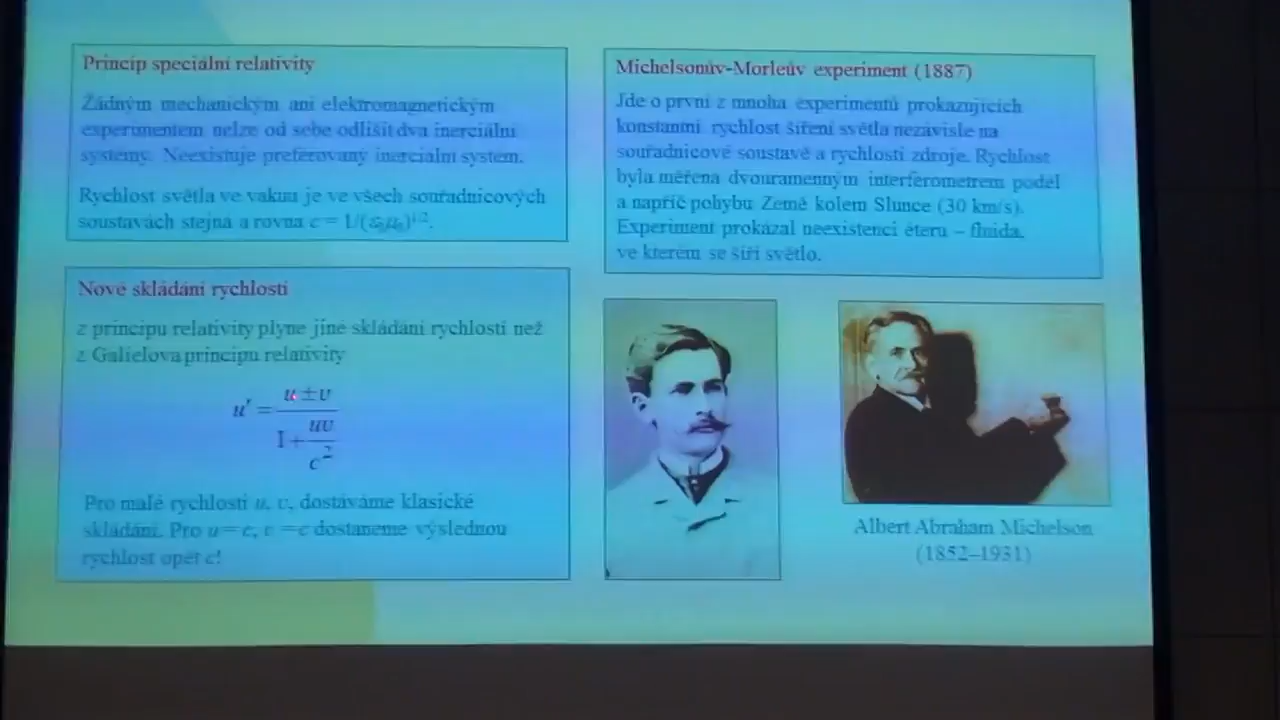 Princip speciální relativity
Žádným mechanickým ani elektromagnetickým
experimentem nelze od sebe odlišit dva inerciální
systémy. Neexistuje preferovaný inerciální systém.
Rychlost světla ve vakuu je ve všech souřadnicových
soustavách stejná a rovna c = 1/(ε₀μ₀)¹ᐟ².
Nové skládání rychlostí
z principu relativity plyne jiné skládání rychlostí než
z Galielova principu relativity
u' = (u ± v) / (1 + uv/c²)
Pro malé rychlosti u, v, dostáváme klasické
skládání. Pro u = c, v = c dostaneme výslednou
rychlost opět c!
Michelsonův-Morleův experiment (1887)
Jde o první z mnoha experimentů prokazujících
konstantní rychlost šíření světla nezávisle na
souřadnicové soustavě a rychlosti zdroje. Rychlost
byla měřena dvouramenným interferometrem podél
a napříč pohybu Země kolem Slunce (30 km/s).
Experiment prokázal neexistenci éteru – fluida,
ve kterém se šíří světlo.
Albert Abraham Michelson
(1852–1931)